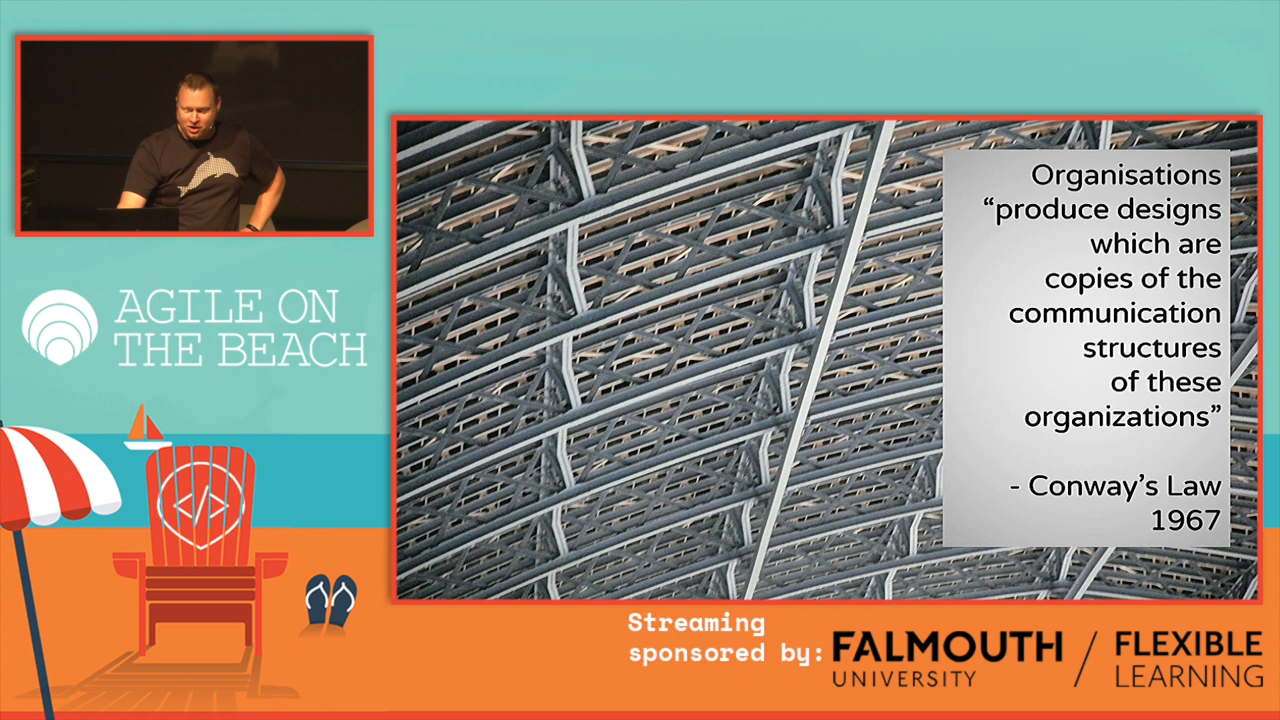 AGILE ON
THE BEACH
</>
Organisations
“produce designs
which are
copies of the
communication
structures
of these
organizations”
- Conway’s Law
1967
Streaming
sponsored by:
FALMOUTH
UNIVERSITY
/
FLEXIBLE
LEARNING